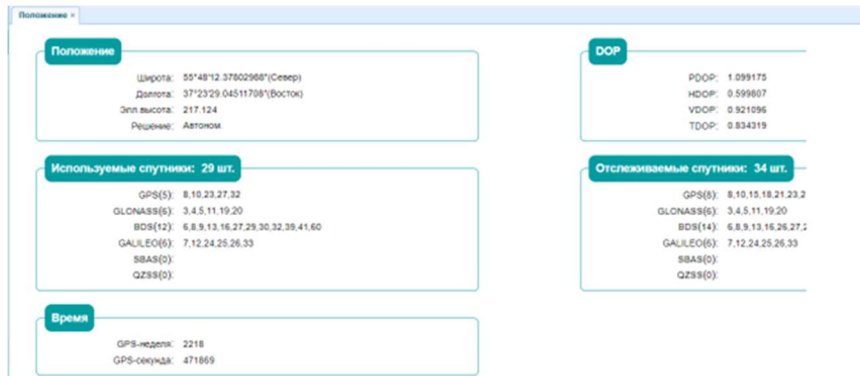 Положение ×
Положение
Широта: 55°48'12.37802988"(Север)
Долгота: 37°23'29.04511708"(Восток)
Элл.высота: 217.124
Решение: Автоном.
DOP
PDOP: 1.099175
HDOP: 0.599807
VDOP: 0.921096
TDOP: 0.834319
Используемые спутники: 29 шт.
GPS(5): 8,10,23,27,32
GLONASS(6): 3,4,5,11,19,20
BDS(12): 6,8,9,13,16,27,29,30,32,39,41,60
GALILEO(6): 7,12,24,25,26,33
SBAS(0):
QZSS(0):
Отслеживаемые спутники: 34 шт.
GPS(8): 8,10,15,18,21,23,2
GLONASS(6): 3,4,5,11,19,20
BDS(14): 6,8,9,13,16,26,27,2
GALILEO(6): 7,12,24,25,26,33
SBAS(0):
QZSS(0):
Время
GPS-неделя: 2218
GPS-секунда: 471869